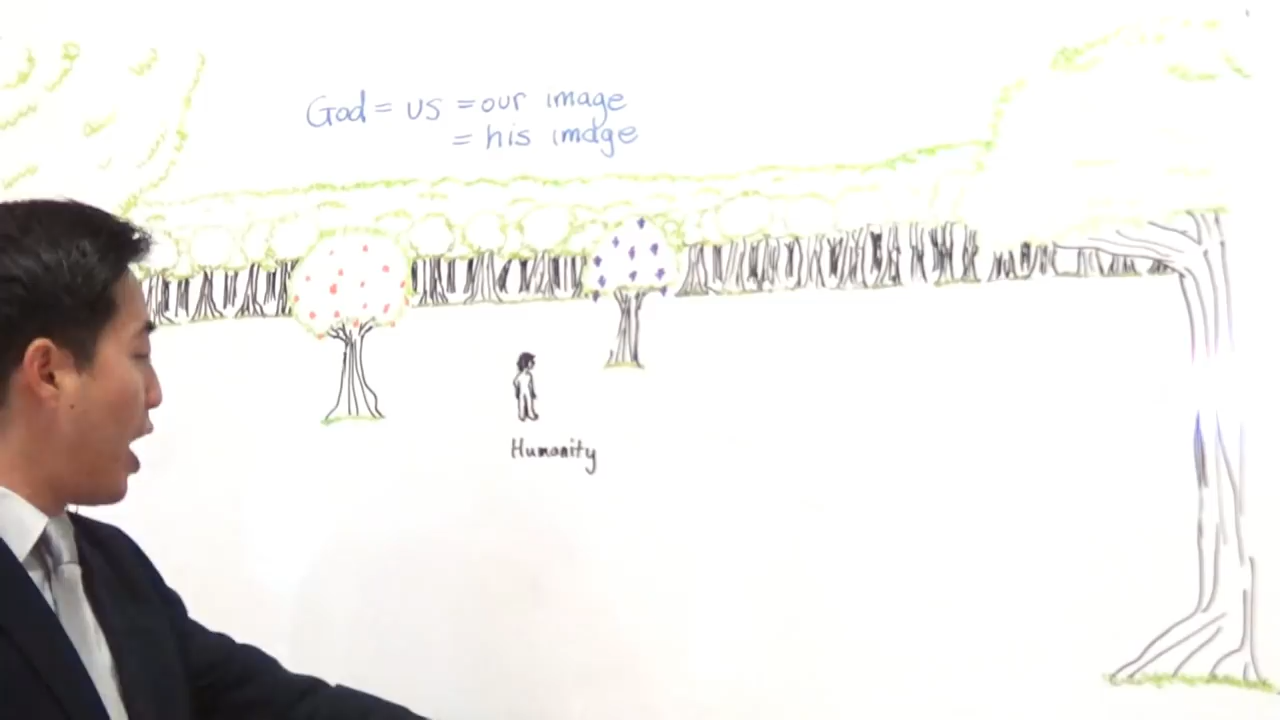 God = us = our image
= his image
Humanity